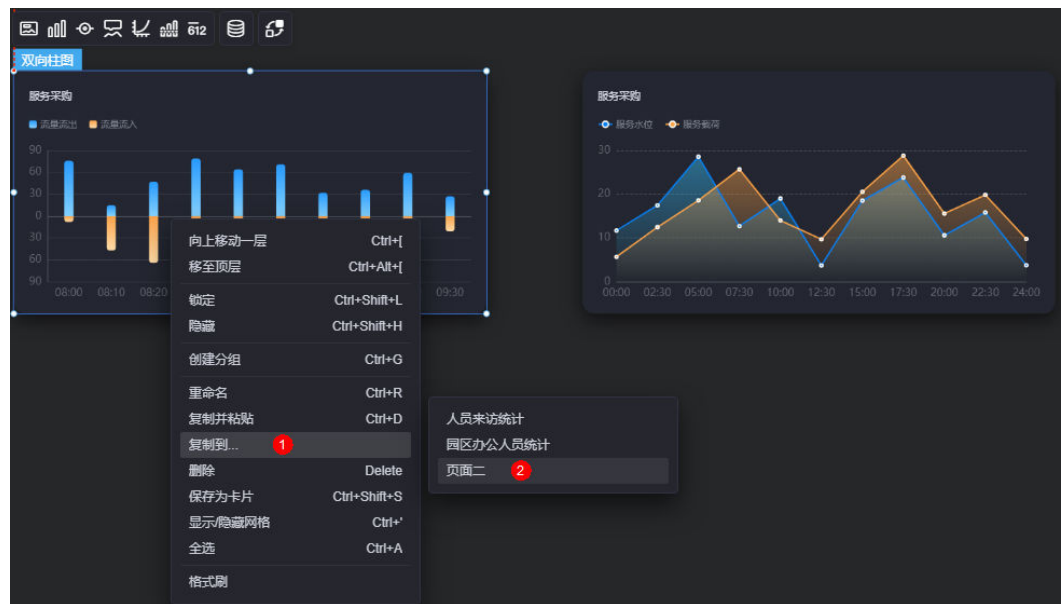 612
双向柱图
服务采购
流量流出 流量流入
90
60
30
0
30
60
90
08:00 08:10 08:20 09:30
服务采购
服务水位 服务载荷
30
20
10
0
00:00 02:30 05:00 07:30 10:00 12:30 15:00 17:30 20:00 22:30 24:00
向上移动一层 Ctrl+[
移至顶层 Ctrl+Alt+[
锁定 Ctrl+Shift+L
隐藏 Ctrl+Shift+H
创建分组 Ctrl+G
重命名 Ctrl+R
复制并粘贴 Ctrl+D
复制到... 1
删除 Delete
保存为卡片 Ctrl+Shift+S
显示/隐藏网格 Ctrl+'
全选 Ctrl+A
格式刷
人员来访统计
园区办公人员统计
页面二 2